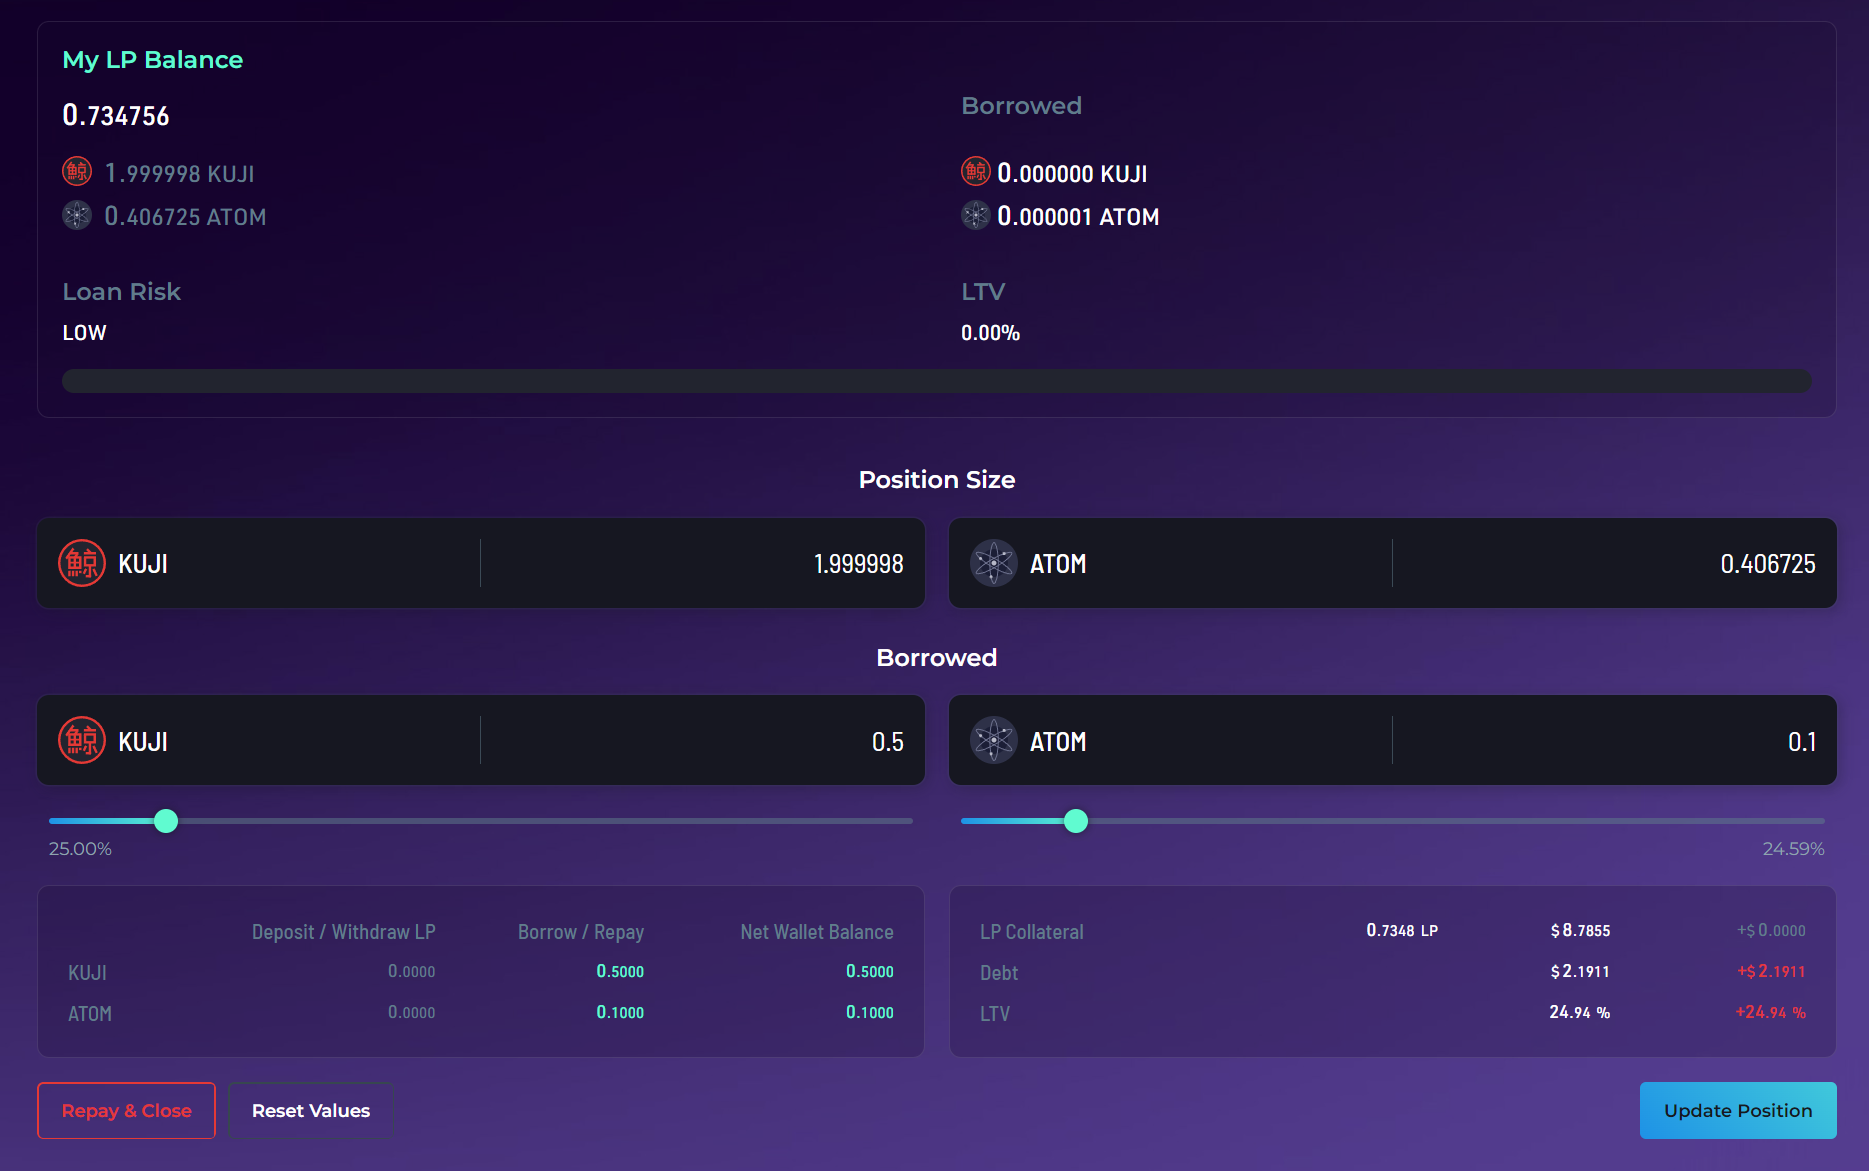 My LP Balance
0.734756
鯨 1.999998 KUJI
0.406725 ATOM
Borrowed
鯨 0.000000 KUJI
0.000001 ATOM
Loan Risk
LOW
LTV
0.00%
Position Size
鯨 KUJI 1.999998
ATOM 0.406725
Borrowed
鯨 KUJI 0.5
ATOM 0.1
25.00%
24.59%
Deposit / Withdraw LP Borrow / Repay Net Wallet Balance
KUJI 0.0000 0.5000 0.5000
ATOM 0.0000 0.1000 0.1000
LP Collateral 0.7348 LP $8.7855 +$0.0000
Debt $2.1911 +$2.1911
LTV 24.94 % +24.94 %
Repay & Close
Reset Values
Update Position